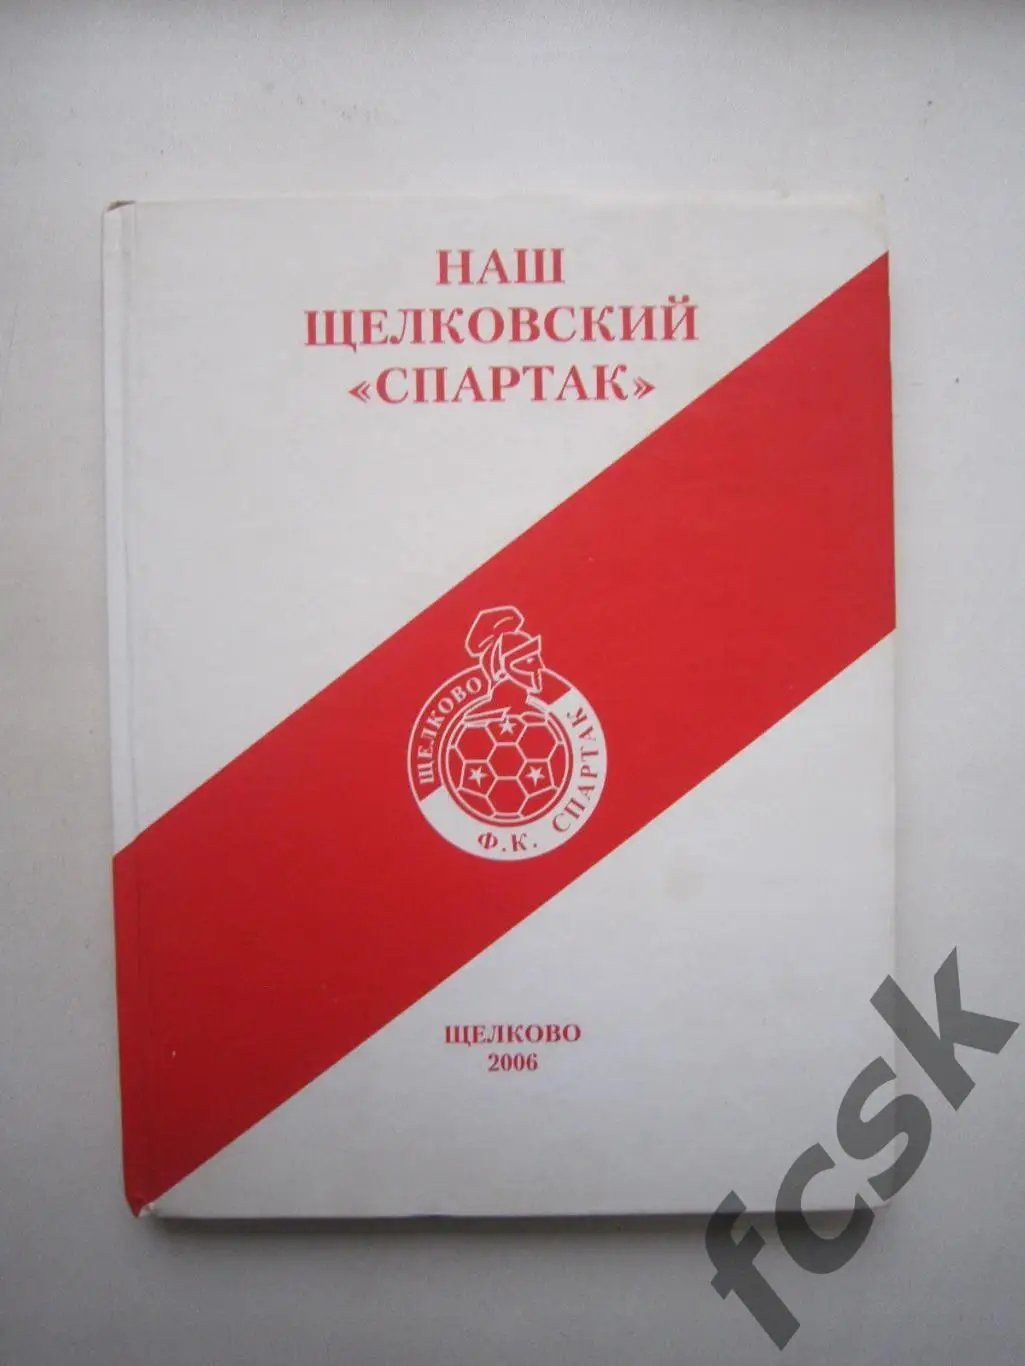 НАШ
ЩЕЛКОВСКИЙ
«СПАРТАК»
ЩЕЛКОВО
Ф.К. СПАРТАК
ЩЕЛКОВО
2006
fcsk